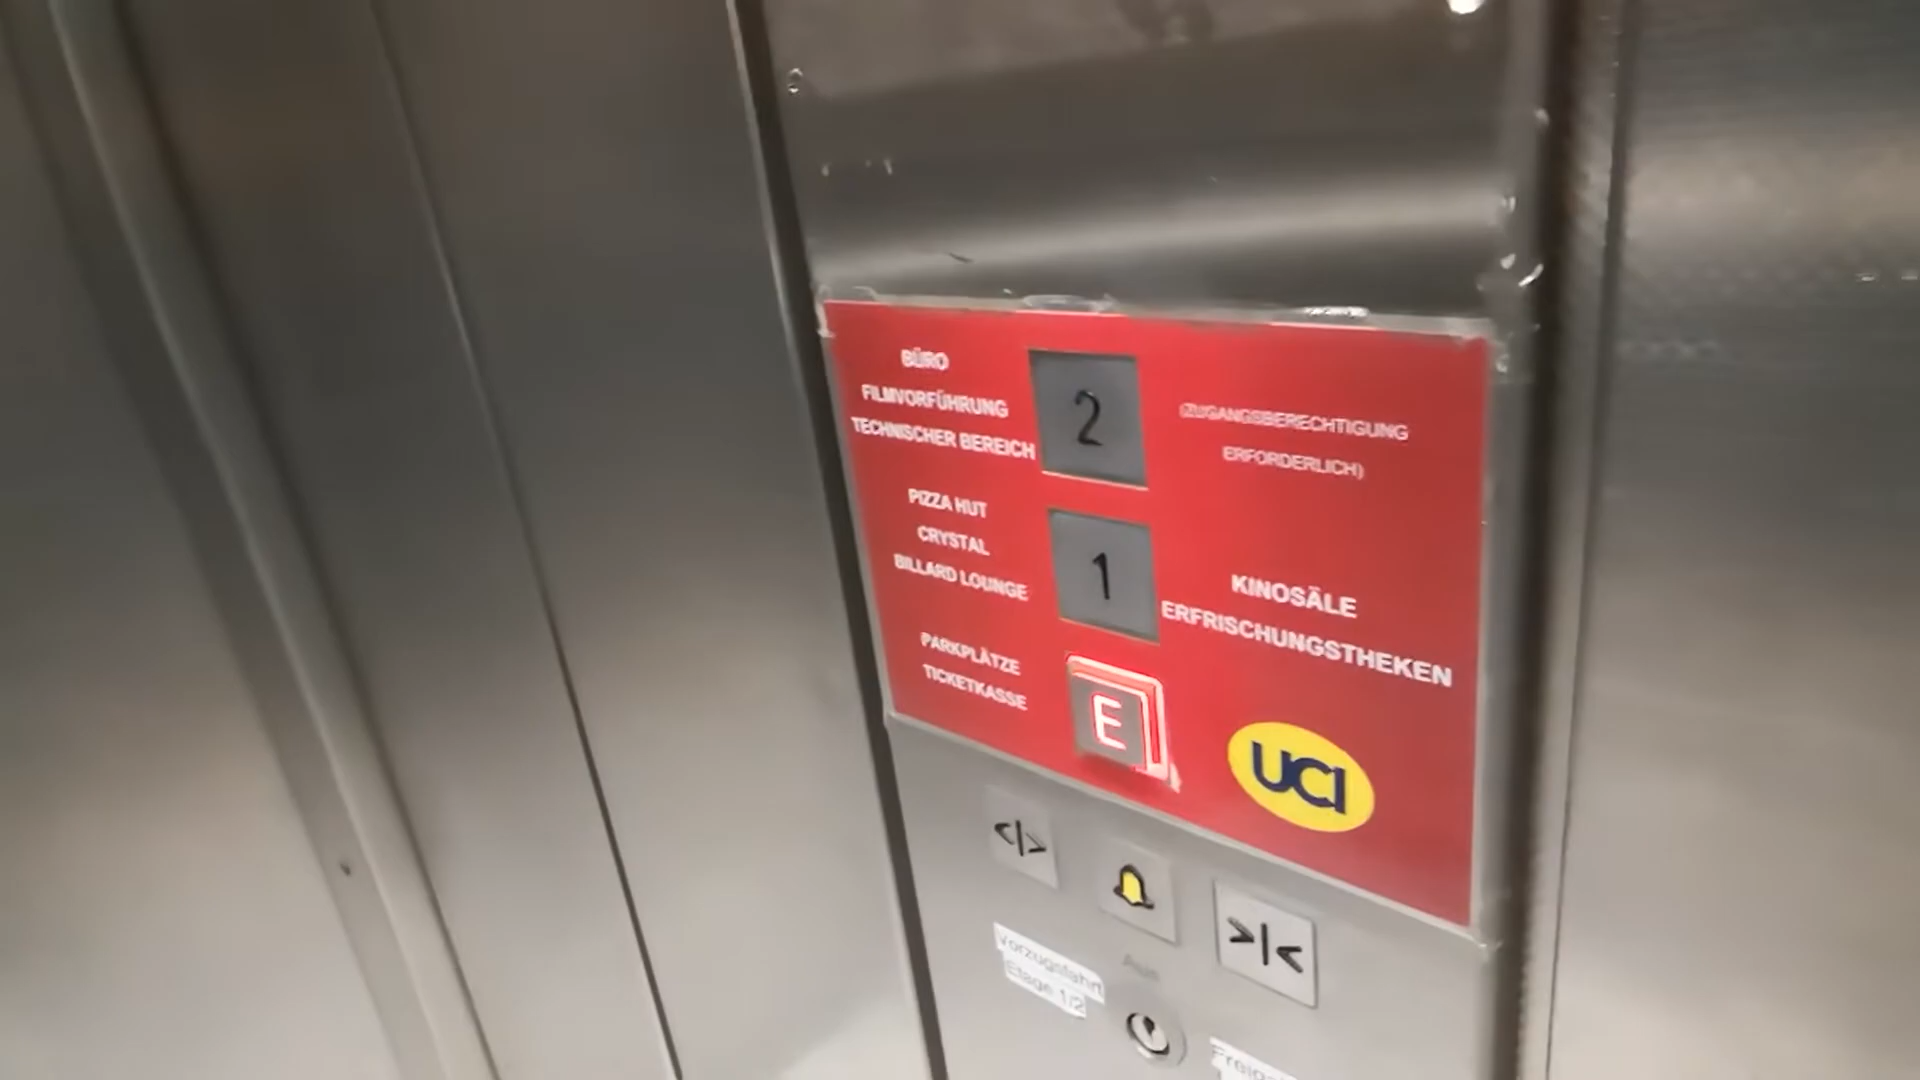 BÜRO
FILMVORFÜHRUNG
TECHNISCHER BEREICH
2
(ZUGANGSBERECHTIGUNG
ERFORDERLICH)
PIZZA HUT
CRYSTAL
BILLARD LOUNGE
1
KINOSÄLE
ERFRISCHUNGSTHEKEN
PARKPLÄTZE
TICKETKASSE
E
UCI
<|>
>|<
Vorzugsfahrt
Etage 1/2
Aus